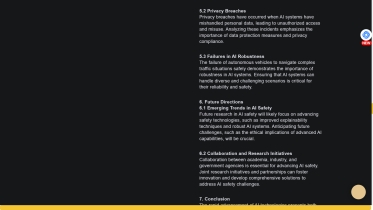 5.2 Privacy Breaches
Privacy breaches have occurred when AI systems have
mishandled personal data, leading to unauthorized access
and misuse. Analyzing these incidents emphasizes the
importance of data protection measures and privacy
compliance.
5.3 Failures in AI Robustness
The failure of autonomous vehicles to navigate complex
traffic situations safely demonstrates the importance of
robustness in AI systems. Ensuring that AI systems can
handle diverse and challenging scenarios is critical for
their reliability and safety.
6. Future Directions
6.1 Emerging Trends in AI Safety
Future research in AI safety will likely focus on advancing
safety technologies, such as improved explainability
techniques and robust AI systems. Anticipating future
challenges, such as the ethical implications of advanced AI
capabilities, will be crucial.
6.2 Collaboration and Research Initiatives
Collaboration between academia, industry, and
government agencies is essential for advancing AI safety.
Joint research initiatives and partnerships can foster
innovation and develop comprehensive solutions to
address AI safety challenges.
7. Conclusion
NEW